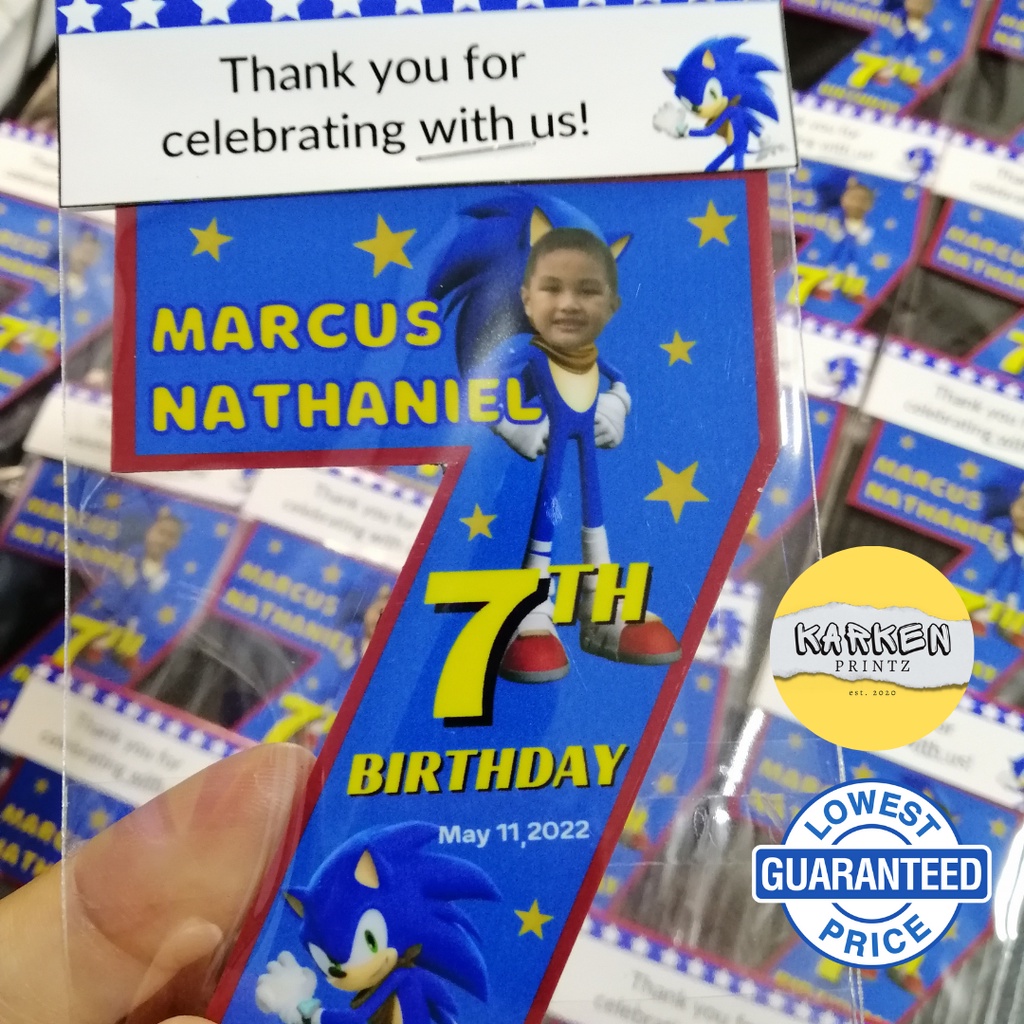 Thank you for
celebrating with us!
MARCUS
NATHANIEL
7TH
BIRTHDAY
May 11,2022
KARKEN
PRINTZ
est. 2020
LOWEST
GUARANTEED
PRICE